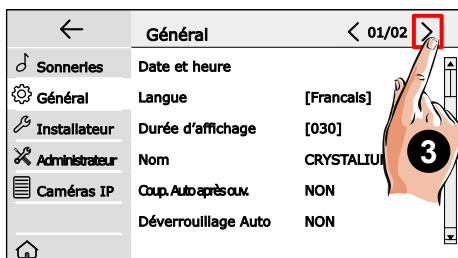 Général
01/02
Sonneries
Date et heure
Général
Langue
[Francais]
Installateur
Durée d'affichage
[030]
Administrateur
Nom
3
Caméras IP
Coup. Auto après ouv.
NON
Déverrouillage Auto
NON